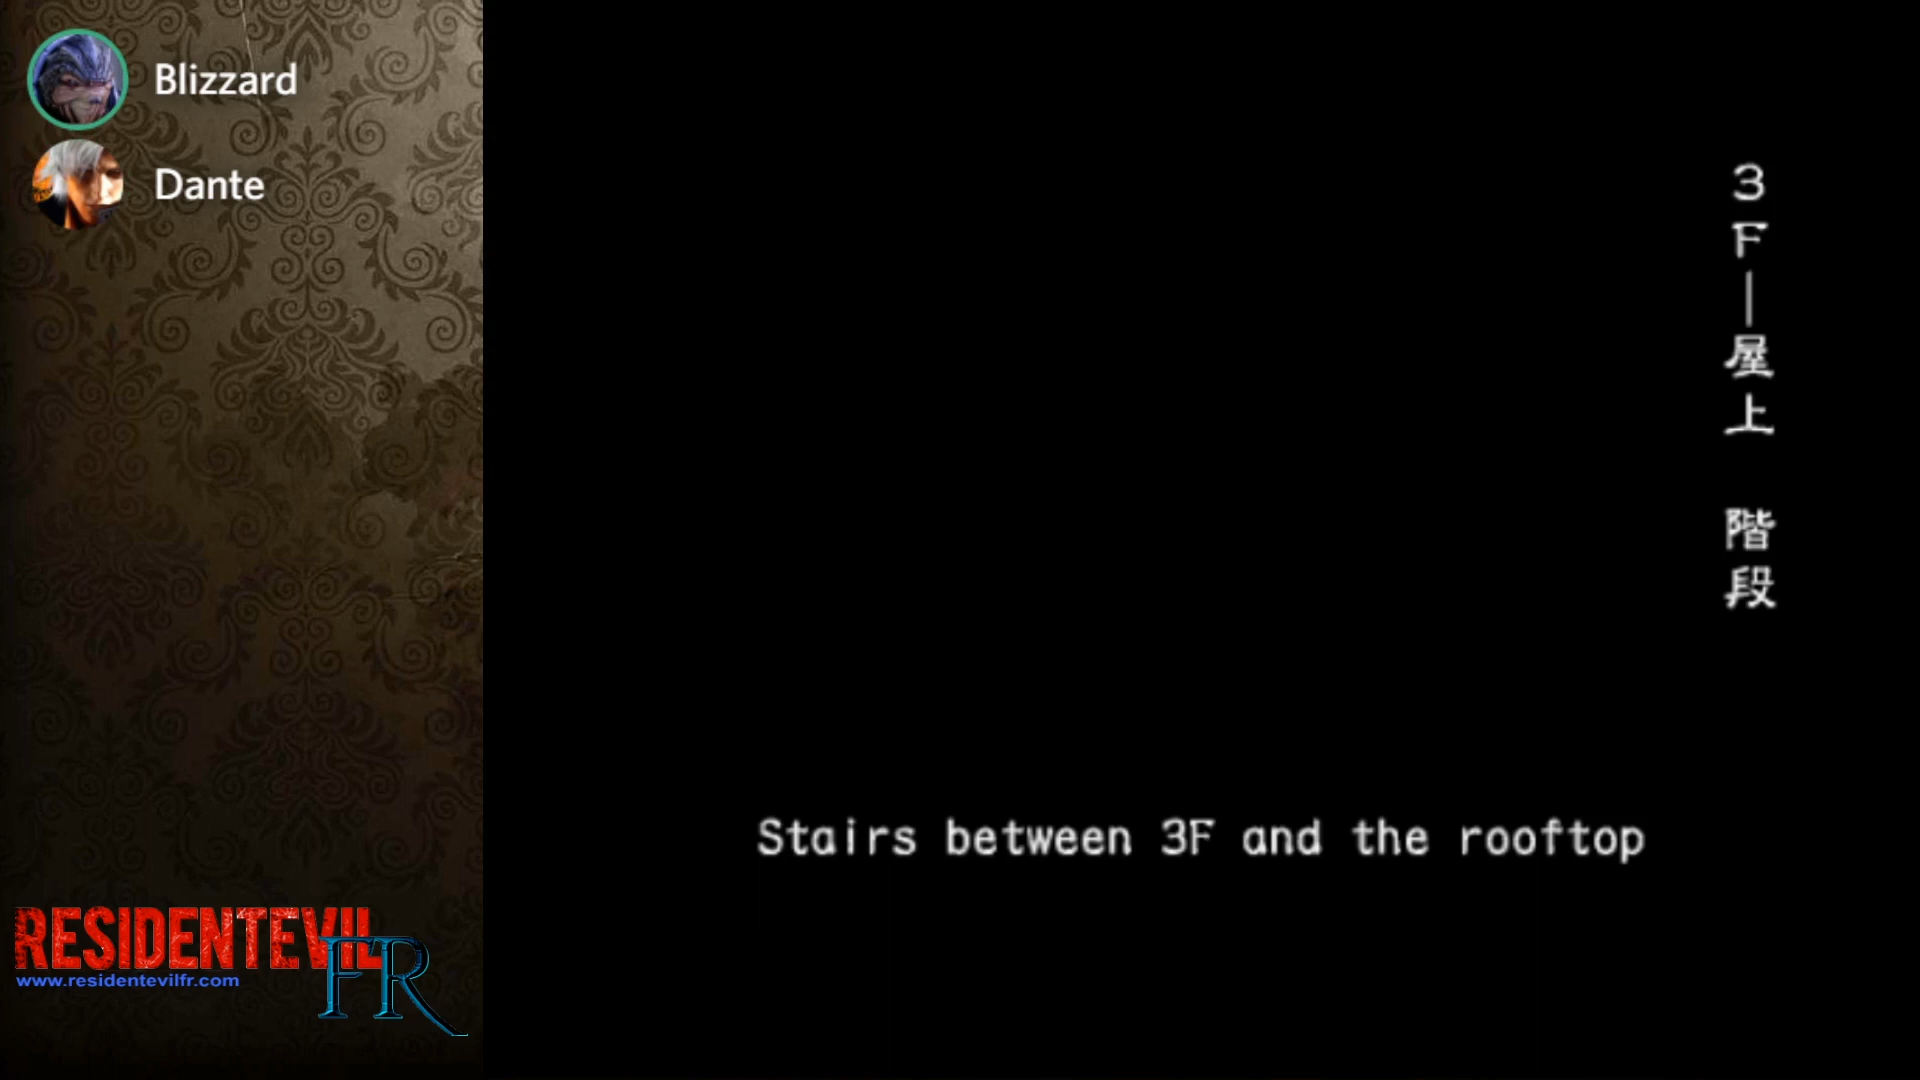 Blizzard
Dante
3F―屋上 階段
Stairs between 3F and the rooftop
RESIDENTEVIL
FR
www.residentevilfr.com